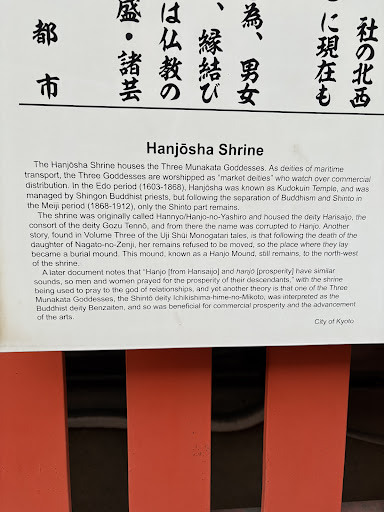 社の北西
に現在も
為、男女
、縁結び
は仏教の
盛・諸芸
都市
Hanjōsha Shrine
The Hanjōsha Shrine houses the Three Munakata Goddesses. As deities of maritime
transport, the Three Goddesses are worshipped as "market deities" who watch over commercial
distribution. In the Edo period (1603-1868), Hanjōsha was known as Kudokuin Temple, and was
managed by Shingon Buddhist priests, but following the separation of Buddhism and Shinto in
the Meiji period (1868-1912), only the Shinto part remains.
The shrine was originally called Hannyo/Hanjo-no-Yashiro and housed the deity Harisaijo, the
consort of the deity Gozu Tennō, and from there the name was corrupted to Hanjo. Another
story, found in Volume Three of the Uji Shūi Monogatari tales, is that following the death of the
daughter of Nagato-no-Zenji, her remains refused to be moved, so the place where they lay
became a burial mound. This mound, known as a Hanjo Mound, still remains, to the north-west
of the shrine.
A later document notes that "Hanjo [from Harisaijo] and hanjō [prosperity] have similar
sounds, so men and women prayed for the prosperity of their descendants," with the shrine
being used to pray to the god of relationships, and yet another theory is that one of the Three
Munakata Goddesses, the Shintō deity Ichikishima-hime-no-Mikoto, was interpreted as the
Buddhist deity Benzaiten, and so was beneficial for commercial prosperity and the advancement
of the arts.
City of Kyoto